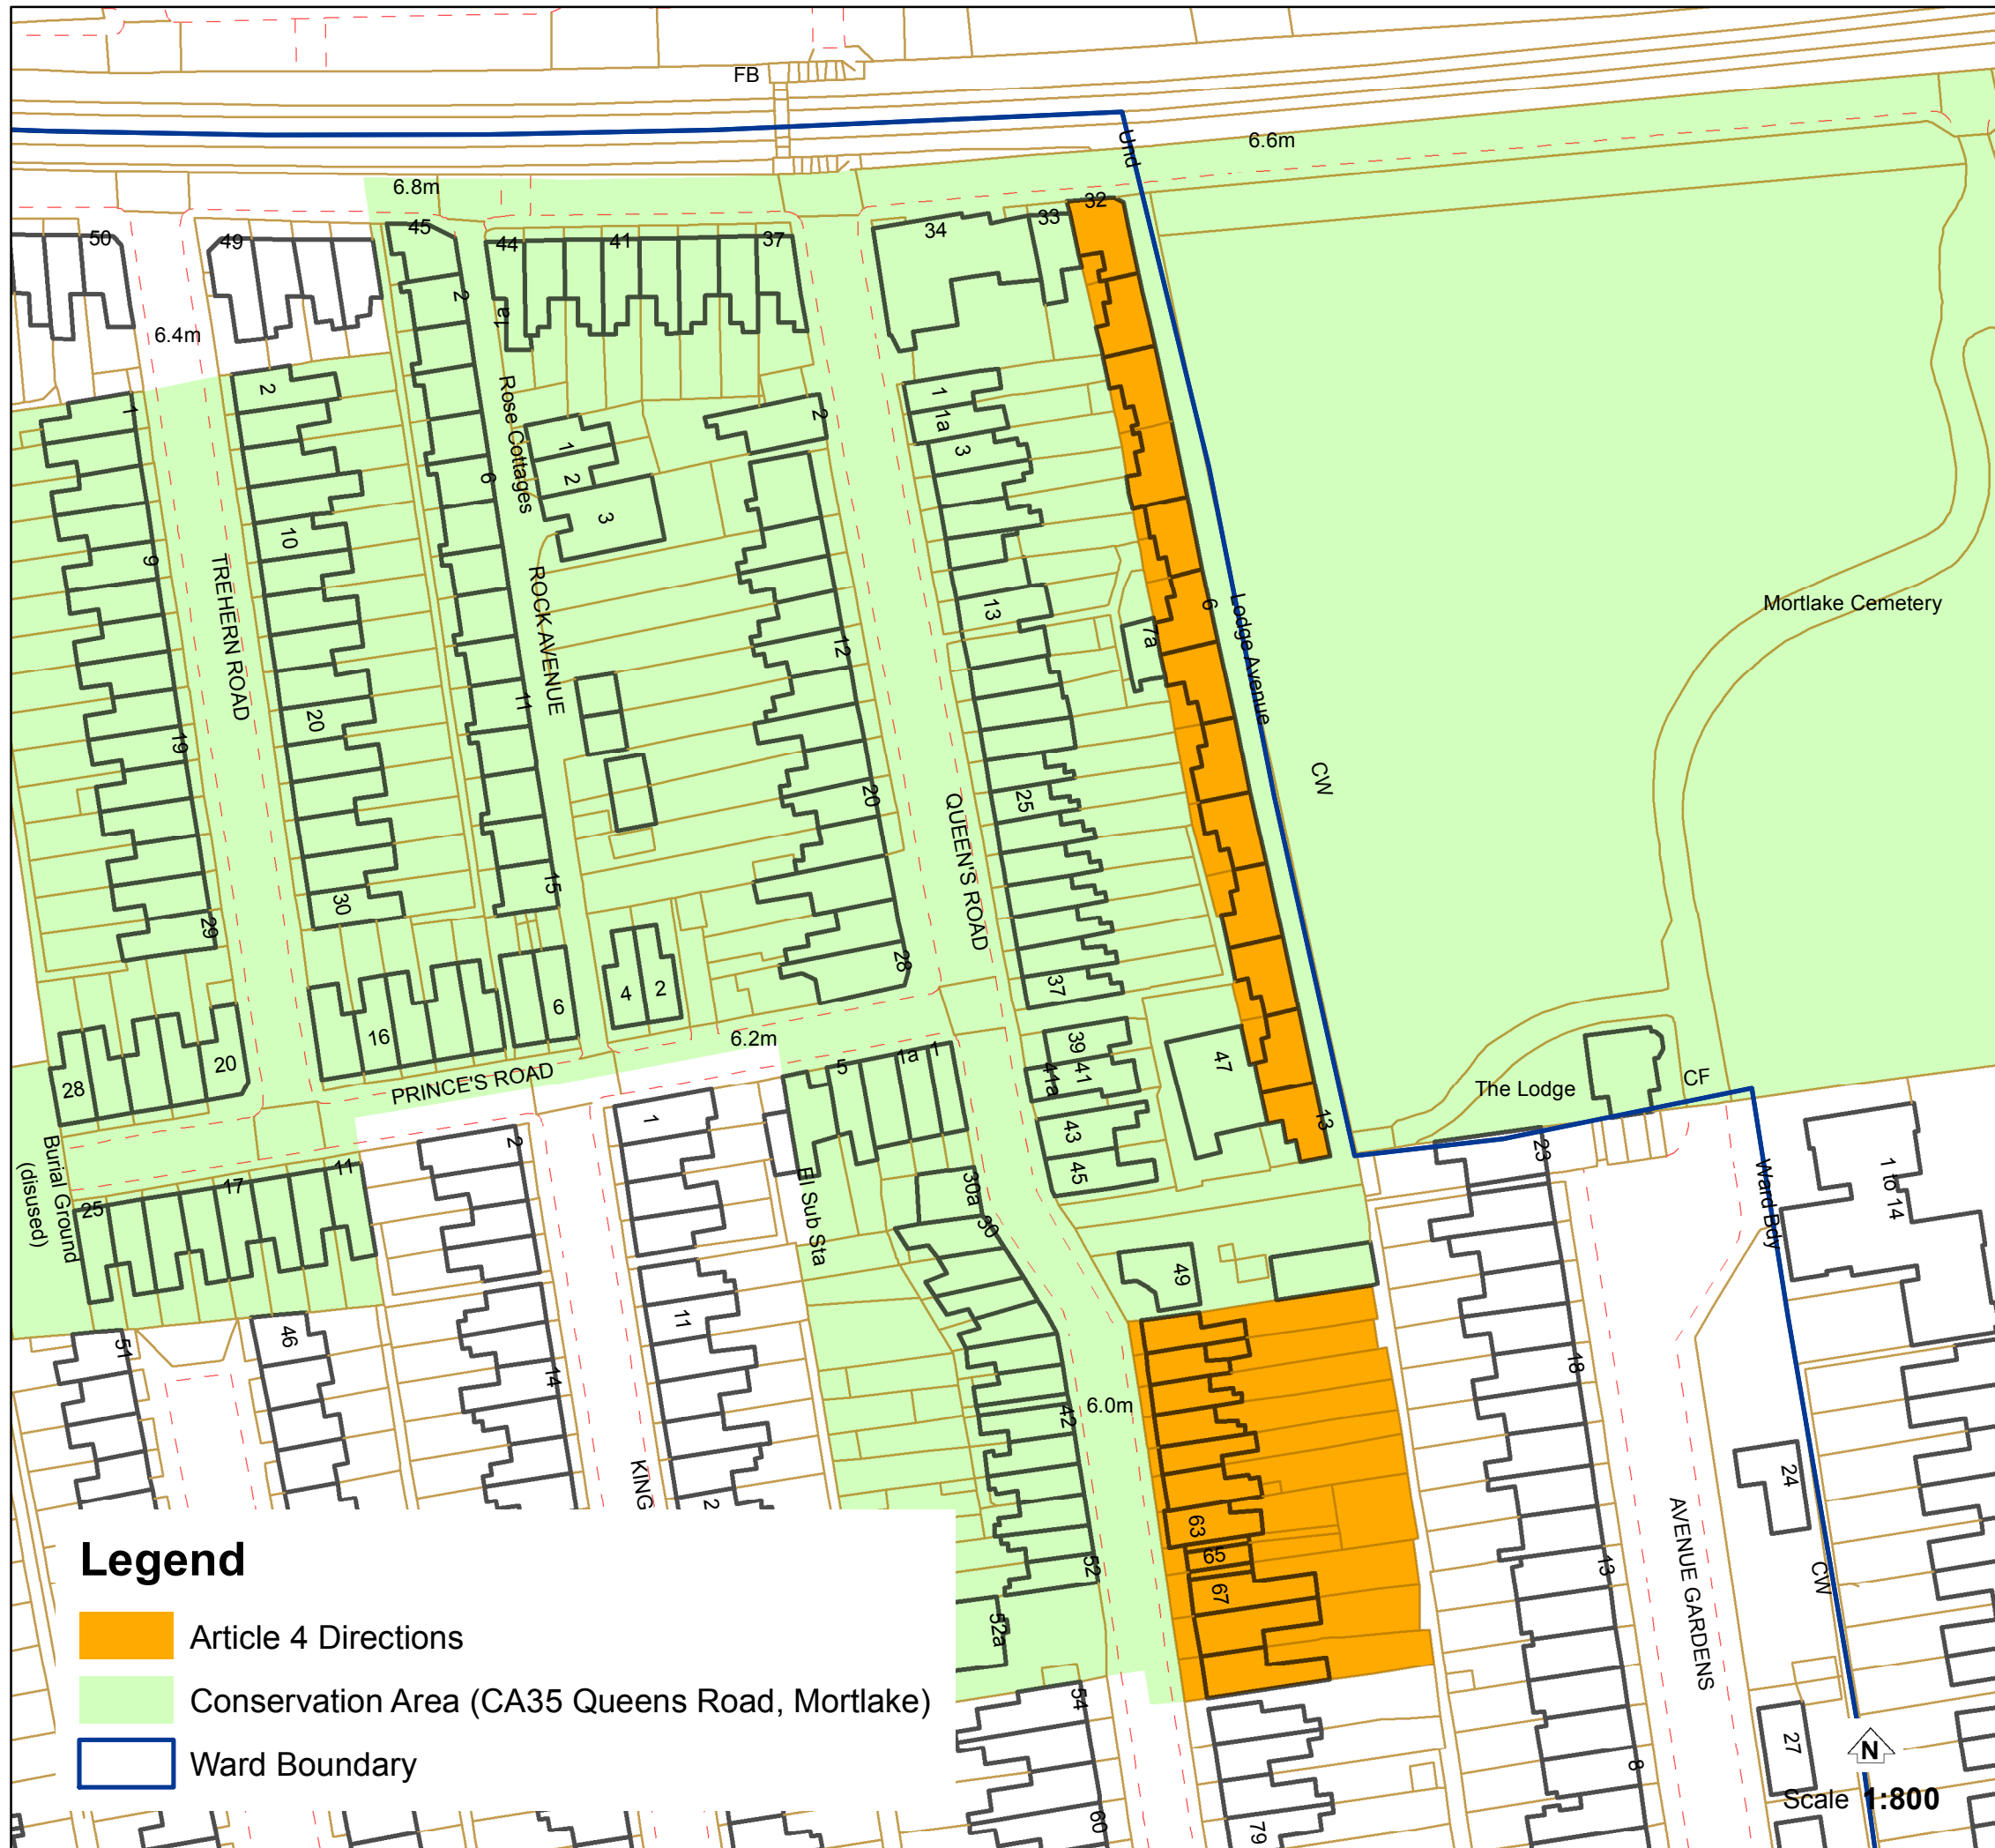 FB
Und
6.6m
6.8m
32
33
34
45
44
41
37
50
49
2
1a
6.4m
2
1
Rose Cottages
1
2
3
2
1
1a
3
6
10
9
TREHERN ROAD
ROCK AVENUE
12
13
7a
6
Lodge Avenue
Mortlake Cemetery
11
20
19
20
25
CW
QUEEN'S ROAD
15
30
29
28
37
4
2
6
16
20
28
6.2m
PRINCE'S ROAD
5
1a
1
39
41
41a
47
43
45
13
The Lodge
CF
1
2
23
Burial Ground
(disused)
11
17
25
El Sub Sta
30a
30
49
Ward Bdy
1 to 14
11
46
51
14
18
42
6.0m
KING
2
63
65
67
52
52a
13
24
CW
AVENUE GARDENS
54
60
79
8
27
Legend
Article 4 Directions
Conservation Area (CA35 Queens Road, Mortlake)
Ward Boundary
N
Scale 1:800